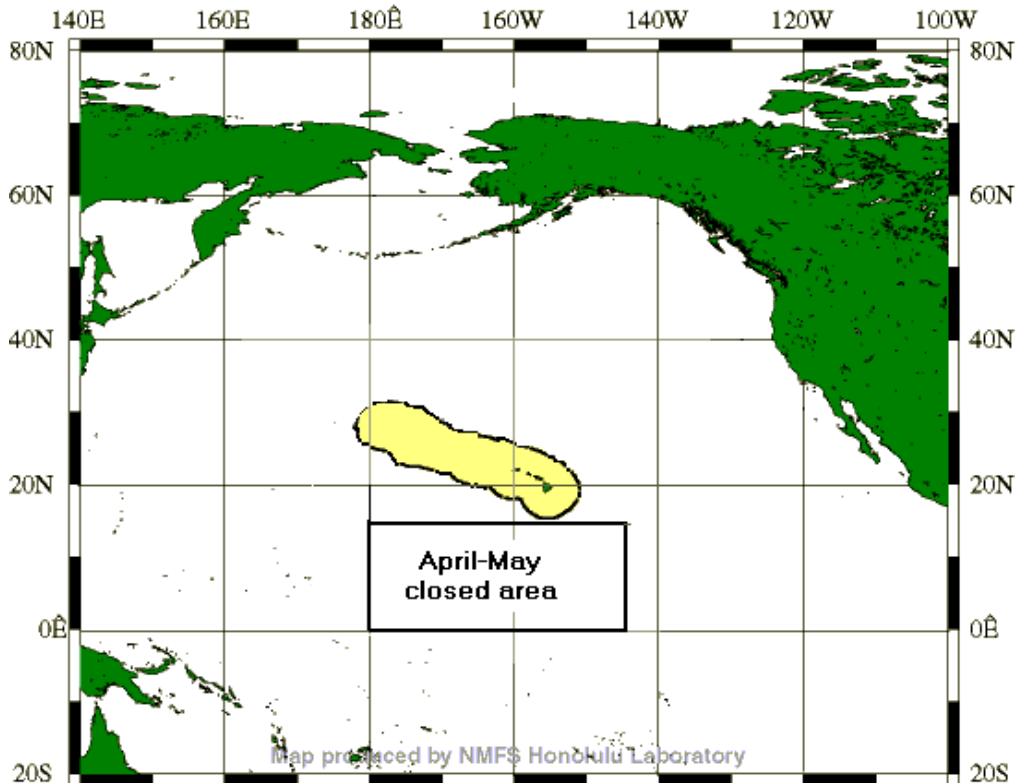 140E 160E 180Ê 160W 140W 120W 100W
80N 80N
60N 60N
40N 40N
20N 20N
April-May
closed area
0Ê 0Ê
Map produced by NMFS Honolulu Laboratory
20S 20S